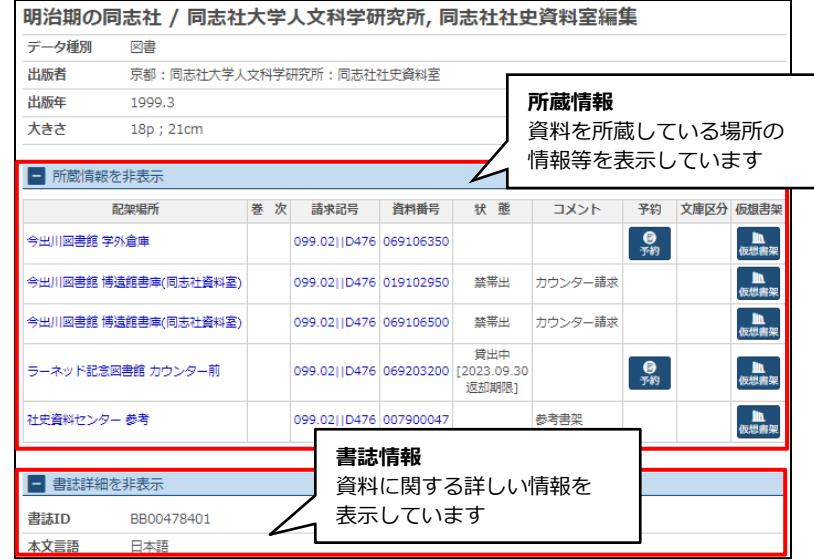 明治期の同志社 / 同志社大学人文科学研究所, 同志社社史資料室編集
データ種別 図書
出版者 京都：同志社大学人文科学研究所：同志社社史資料室
出版年 1999.3
大きさ 18p ; 21cm
所蔵情報
資料を所蔵している場所の
情報等を表示しています
所蔵情報を非表示
配架場所 巻 次 請求記号 資料番号 状 態 コメント 予約 文庫区分 仮想書架
今出川図書館 学外倉庫 099.02||D476 069106350 予約 仮想書架
今出川図書館 博遠館書庫(同志社資料室) 099.02||D476 019102950 禁帯出 カウンター請求 仮想書架
今出川図書館 博遠館書庫(同志社資料室) 099.02||D476 069106500 禁帯出 カウンター請求 仮想書架
ラーネッド記念図書館 カウンター前 099.02||D476 069203200 貸出中
[2023.09.30
返却期限] 予約 仮想書架
社史資料センター 参考 099.02||D476 007900047 参考書架 仮想書架
書誌情報
資料に関する詳しい情報を
表示しています
書誌詳細を非表示
書誌ID BB00478401
本文言語 日本語